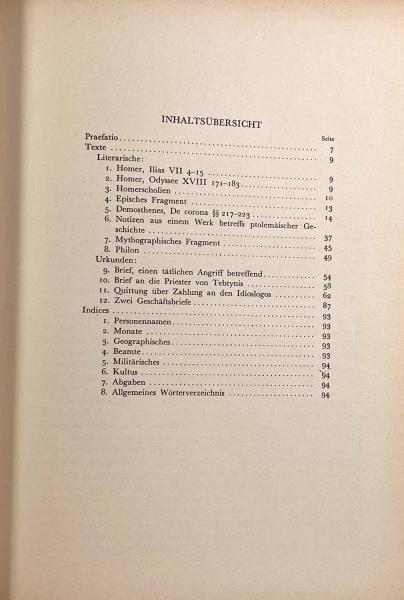 INHALTSÜBERSICHT
Seite
Praefatio 7
Texte 9
Literarische:
1. Homer, Ilias VII 4–15 9
2. Homer, Odyssee XVIII 171–183 9
3. Homerscholien 10
4. Episches Fragment 13
5. Demosthenes, De corona §§ 217–223 14
6. Notizen aus einem Werk betreffs ptolemäischer Ge-
schichte 37
7. Mythographisches Fragment 45
8. Philon 49
Urkunden:
9. Brief, einen tätlichen Angriff betreffend 54
10. Brief an die Priester von Tebtynis 58
11. Quittung über Zahlung an den Idioslogos 62
12. Zwei Geschäftsbriefe 87
Indices 93
1. Personennamen 93
2. Monate 93
3. Geographisches 93
4. Beamte 93
5. Militärisches 94
6. Kultus 94
7. Abgaben 94
8. Allgemeines Wörterverzeichnis 94